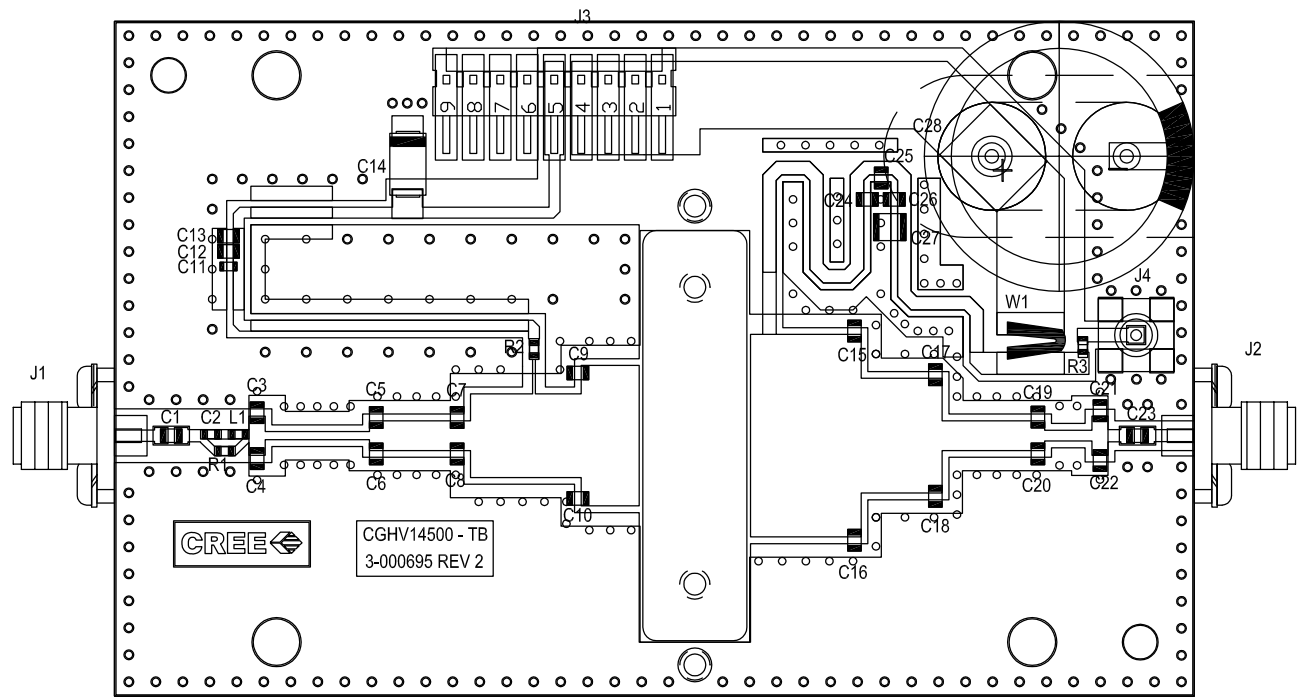 J3
9 8 7 6 5 4 3 2 1
C28
C14
C25
C24 C26
C27
C13
C12
C11
J4
W1
R2
C9
C15
C17
R3
J1
J2
C3
C5
C7
C19
C21
C1
C2
L1
C23
R1
C4
C6
C8
C20
C22
C10
C18
C16
CREE
CGHV14500 - TB
3-000695 REV 2